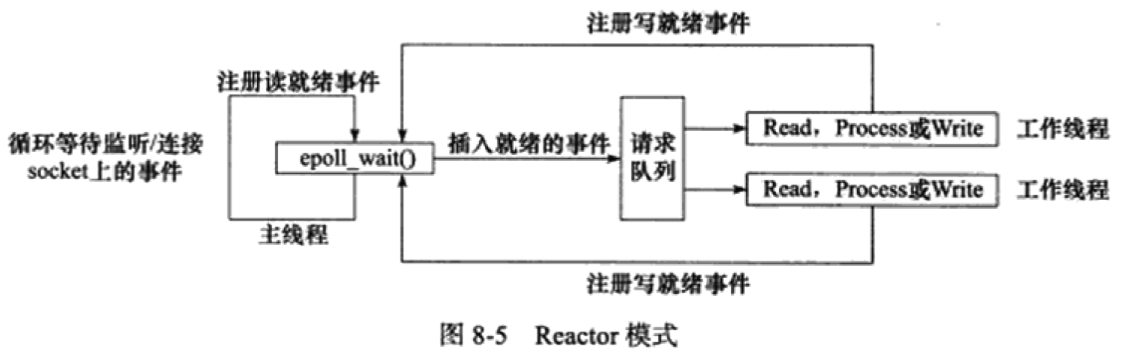 注册写就绪事件
注册读就绪事件
循环等待监听/连接
socket上的事件
epoll_wait()
插入就绪的事件
请求
队列
Read，Process或Write
工作线程
Read，Process或Write
工作线程
主线程
注册写就绪事件
图 8-5 Reactor 模式